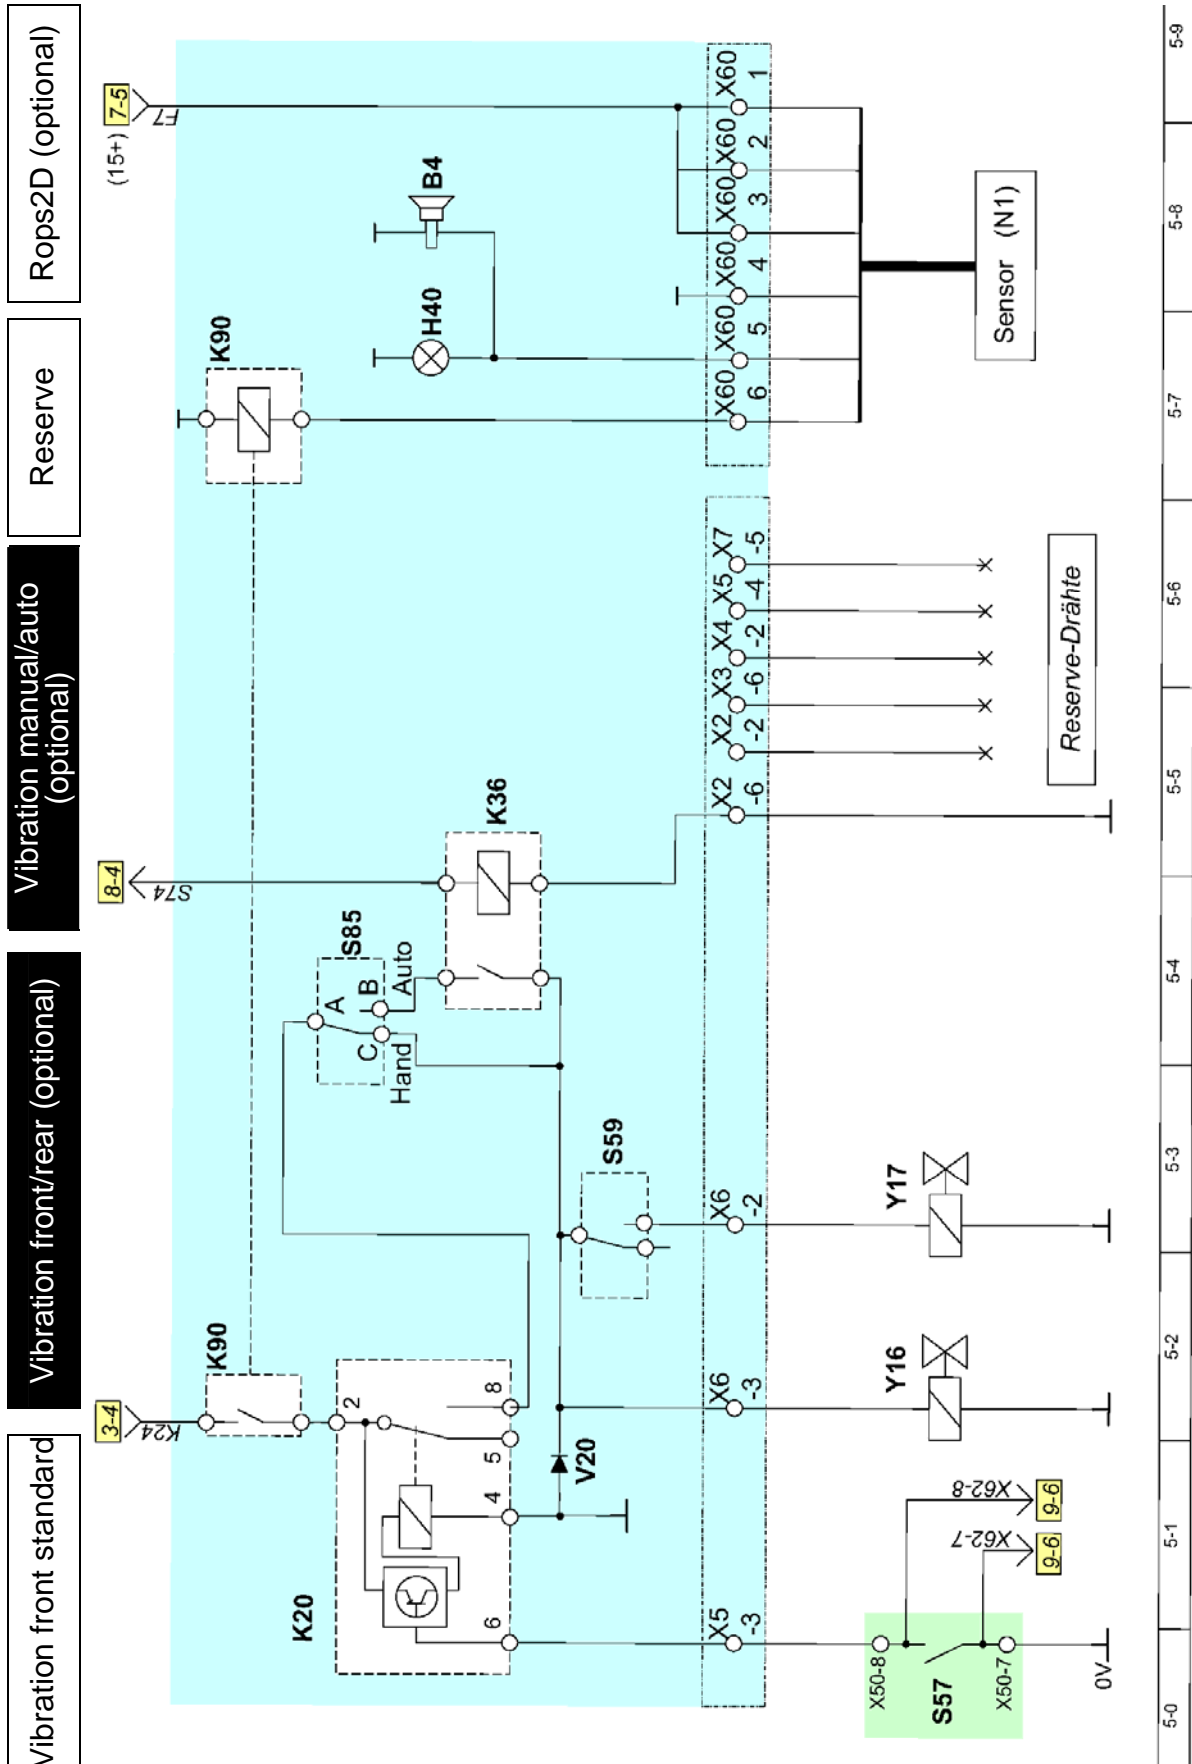 Vibration front standard
Vibration front/rear (optional)
Vibration manual/auto
(optional)
Reserve
Rops2D (optional)
3-4
K24
8-4
S74
(15+)
7-5
F7
K90
K90
K20
2
8
5
4
6
V20
S85
A
B
C
Auto
Hand
K36
S59
H40
B4
X5
-3
X6
-3
X6
-2
X2
-6
X2
-2
X3
-6
X4
-2
X5
-4
X7
-5
X60
6
X60
5
X60
4
X60
3
X60
2
X60
1
X50-8
S57
X50-7
0V
X62-7
9-6
X62-8
9-6
Y16
Y17
Reserve-Drähte
Sensor (N1)
5-0
5-1
5-2
5-3
5-4
5-5
5-6
5-7
5-8
5-9